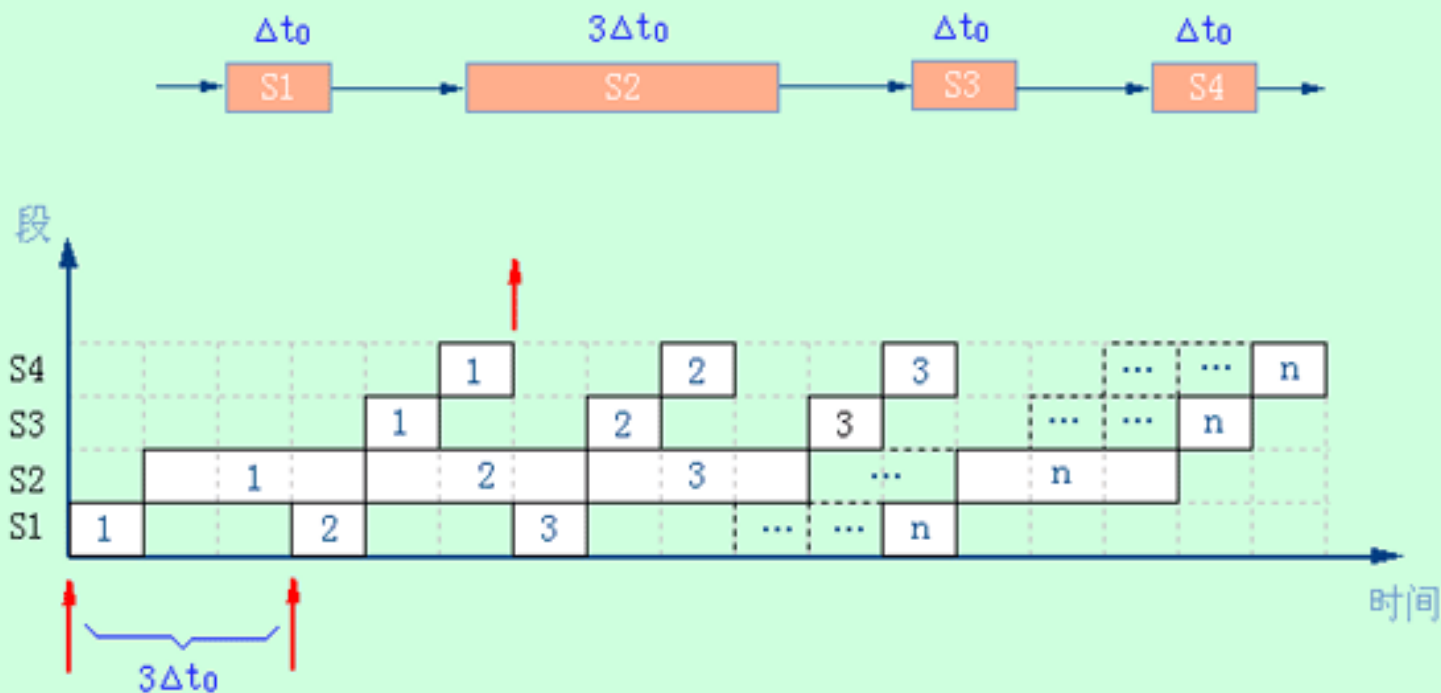 Δt₀ 3Δt₀ Δt₀ Δt₀
S1 S2 S3 S4
段
S4 1 2 3 … … n
S3 1 2 3 … … n
S2 1 2 3 … n
S1 1 2 3 … … n
时间
3Δt₀